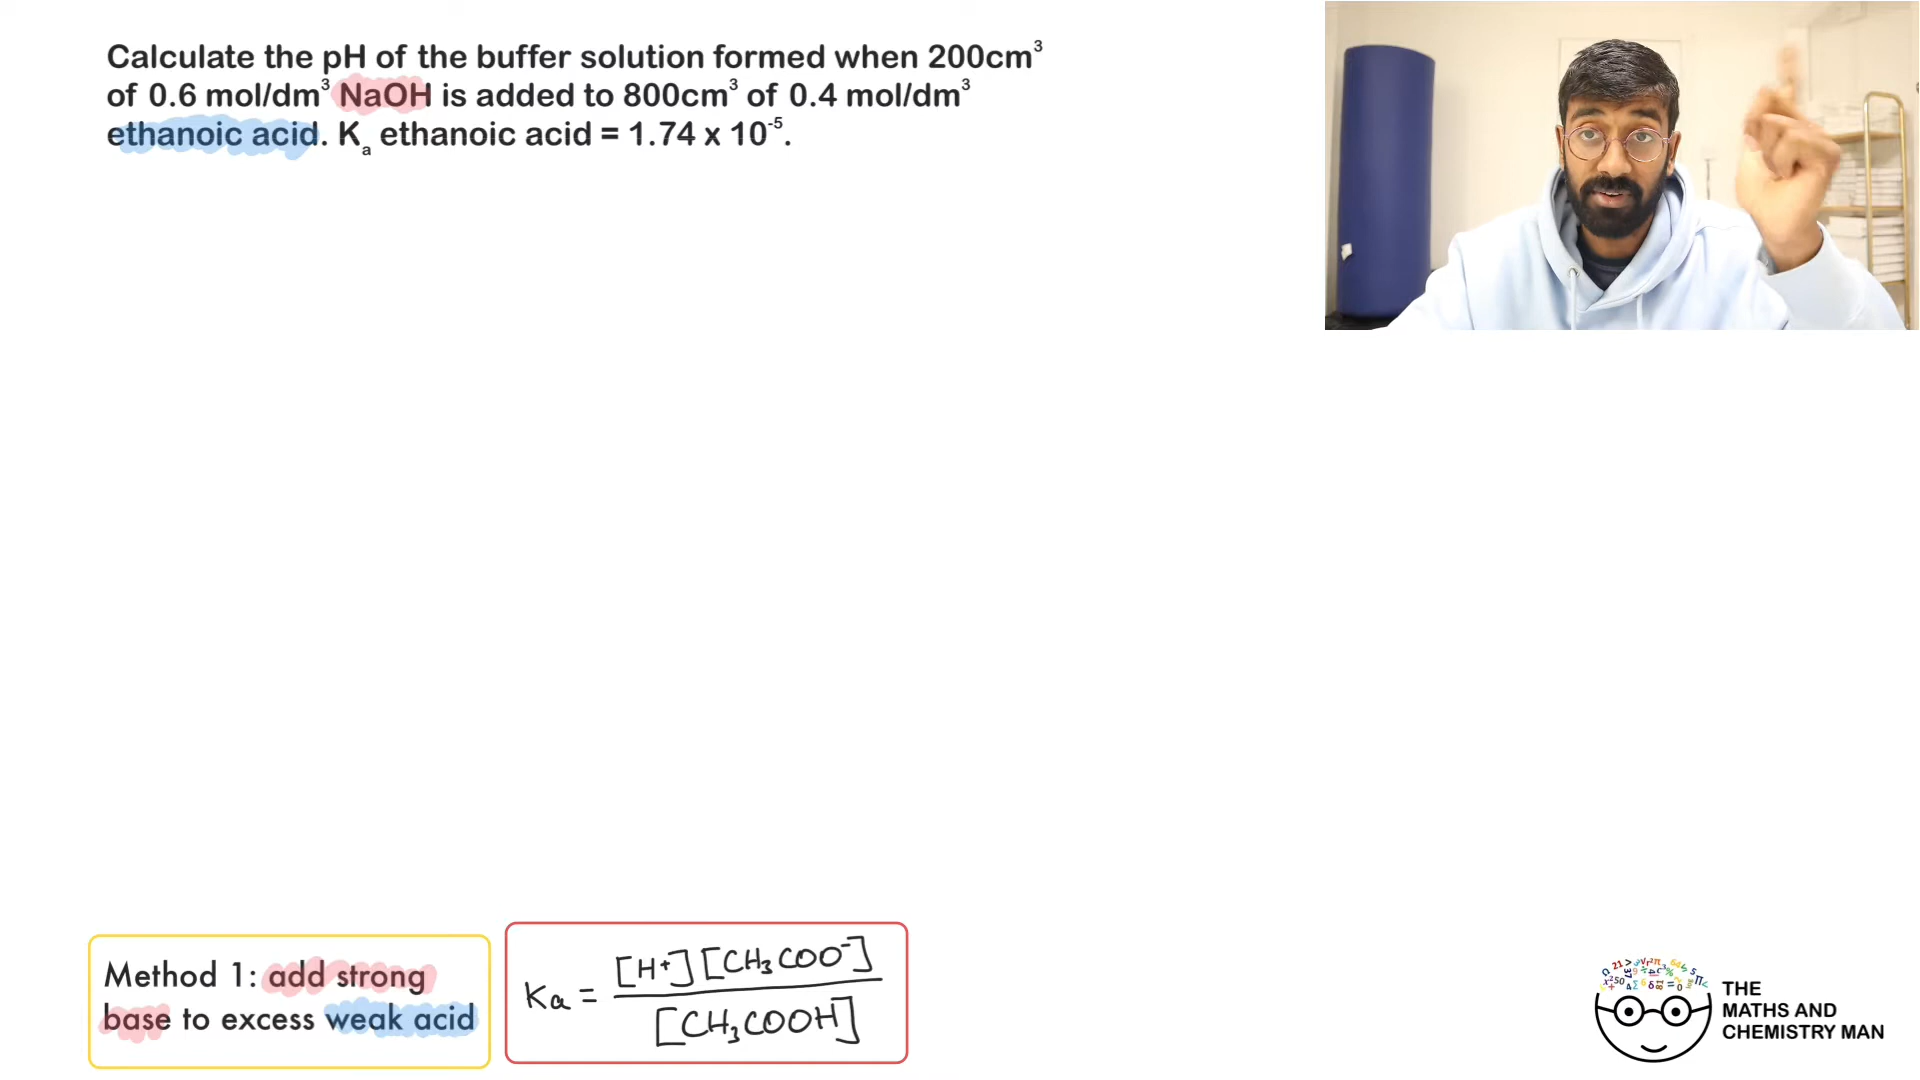 Calculate the pH of the buffer solution formed when 200cm³
of 0.6 mol/dm³ NaOH is added to 800cm³ of 0.4 mol/dm³
ethanoic acid. Kₐ ethanoic acid = 1.74 x 10⁻⁵.
Method 1: add strong
base to excess weak acid
Ka = [H⁺][CH₃COO⁻]
[CH₃COOH]
THE
MATHS AND
CHEMISTRY MAN